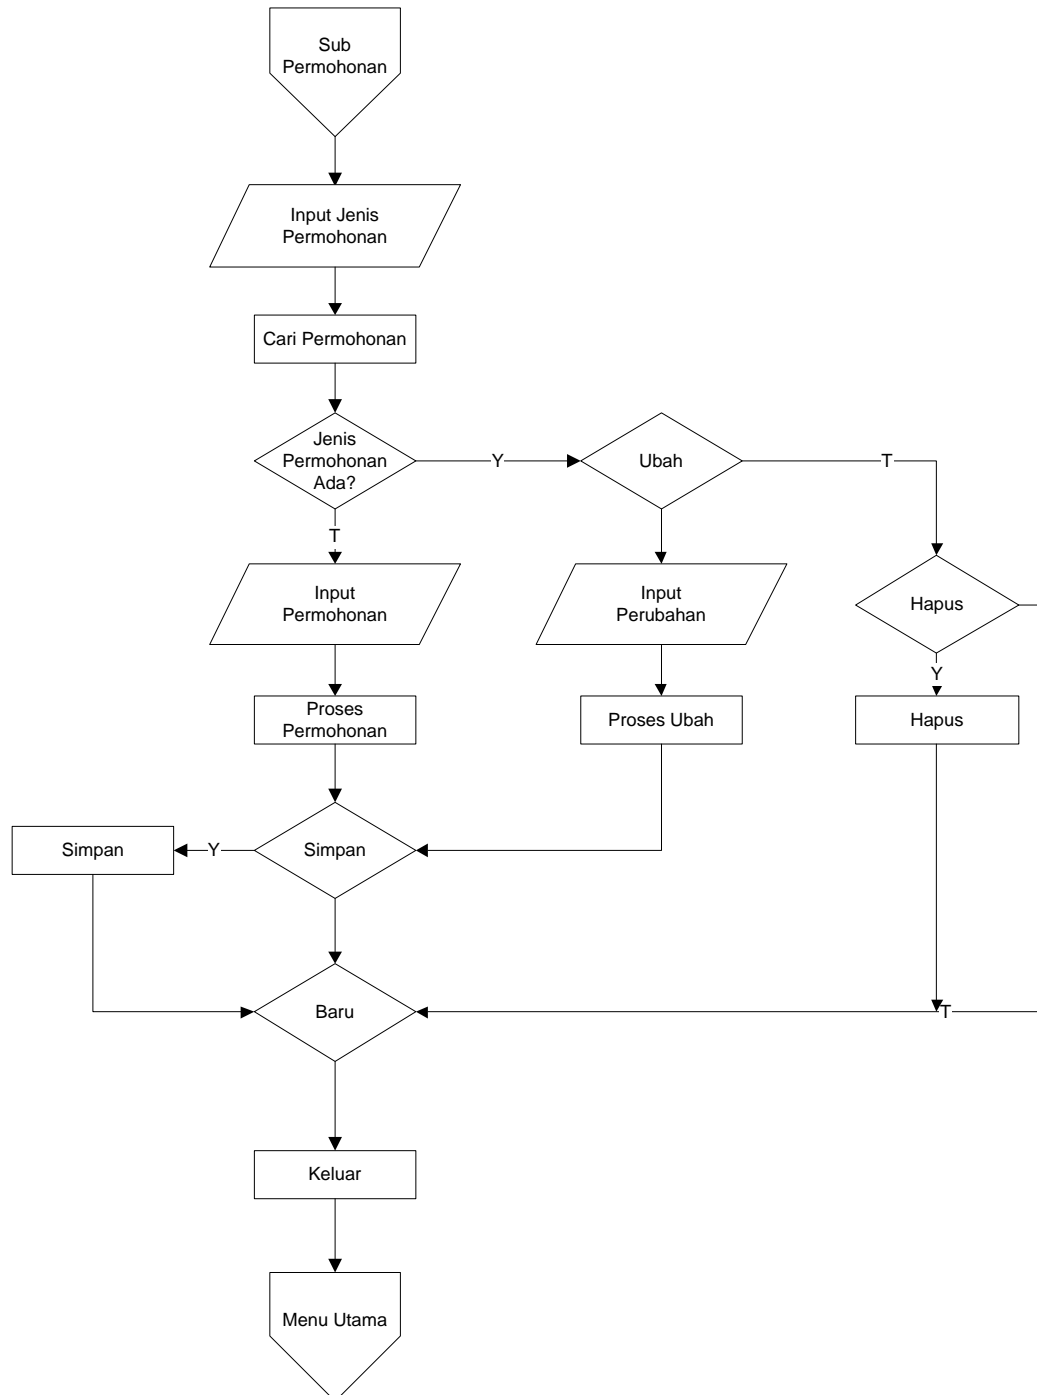 Sub
Permohonan
Input Jenis
Permohonan
Cari Permohonan
Jenis
Permohonan
Ada?
Y
Ubah
T
T
Input
Permohonan
Input
Perubahan
Hapus
Y
Proses
Permohonan
Proses Ubah
Hapus
Simpan
Y
Simpan
Baru
T
Keluar
Menu Utama